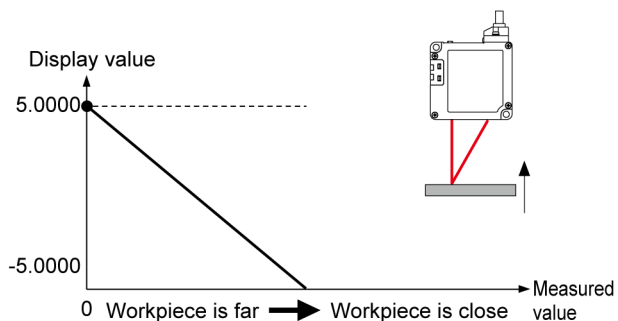 Display value
5.0000
-5.0000
0 Workpiece is far Workpiece is close
Measured
value